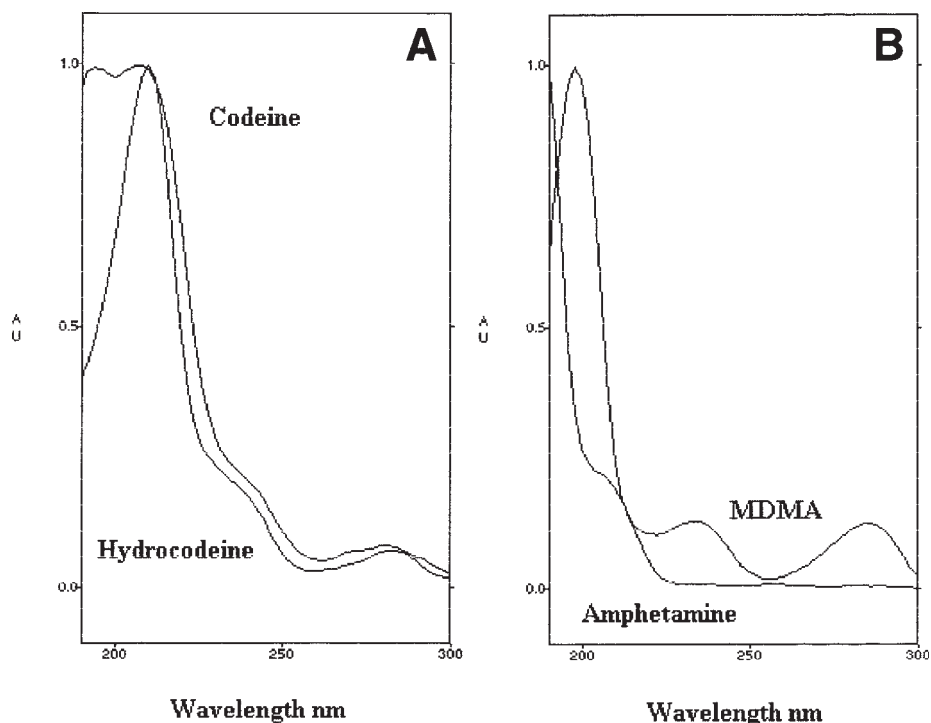 A
1.0
Codeine
A
U
0.5
Hydrocodeine
0.0
200
250
300
Wavelength nm
B
1.0
A
U
0.5
MDMA
0.0
Amphetamine
200
250
300
Wavelength nm